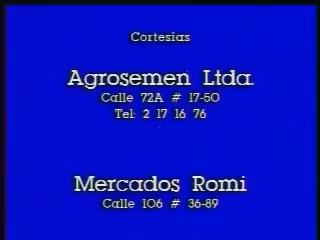 Cortesías
Agrosemen Ltda.
Calle 72A # 17-50
Tel: 2 17 16 76
Mercados Romi
Calle 106 # 36-89